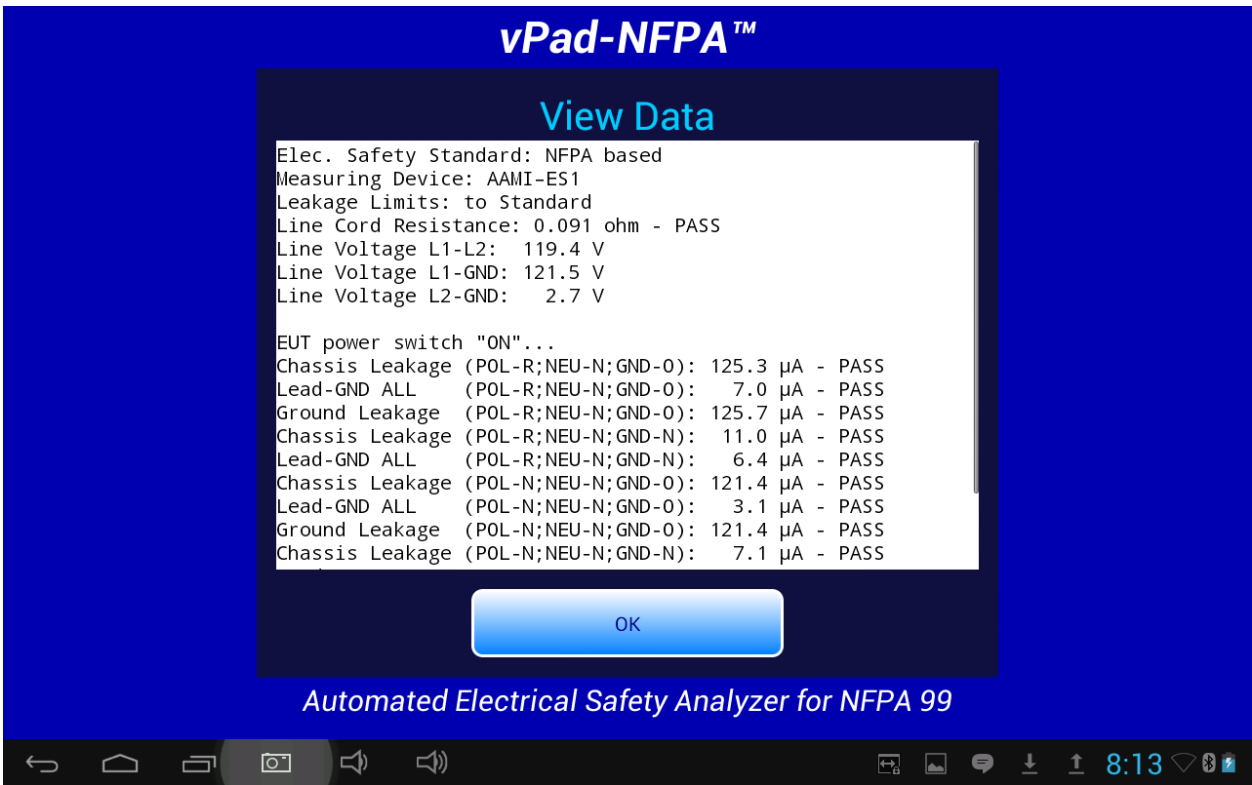 vPad-NFPA™
View Data
Elec. Safety Standard: NFPA based
Measuring Device: AAMI-ES1
Leakage Limits: to Standard
Line Cord Resistance: 0.091 ohm - PASS
Line Voltage L1-L2:  119.4 V
Line Voltage L1-GND: 121.5 V
Line Voltage L2-GND:   2.7 V
EUT power switch "ON"...
Chassis Leakage (POL-R;NEU-N;GND-O): 125.3 µA - PASS
Lead-GND ALL    (POL-R;NEU-N;GND-O):   7.0 µA - PASS
Ground Leakage  (POL-R;NEU-N;GND-O): 125.7 µA - PASS
Chassis Leakage (POL-R;NEU-N;GND-N):  11.0 µA - PASS
Lead-GND ALL    (POL-R;NEU-N;GND-N):   6.4 µA - PASS
Chassis Leakage (POL-N;NEU-N;GND-O): 121.4 µA - PASS
Lead-GND ALL    (POL-N;NEU-N;GND-O):   3.1 µA - PASS
Ground Leakage  (POL-N;NEU-N;GND-O): 121.4 µA - PASS
Chassis Leakage (POL-N;NEU-N;GND-N):   7.1 µA - PASS
OK
Automated Electrical Safety Analyzer for NFPA 99
8:13